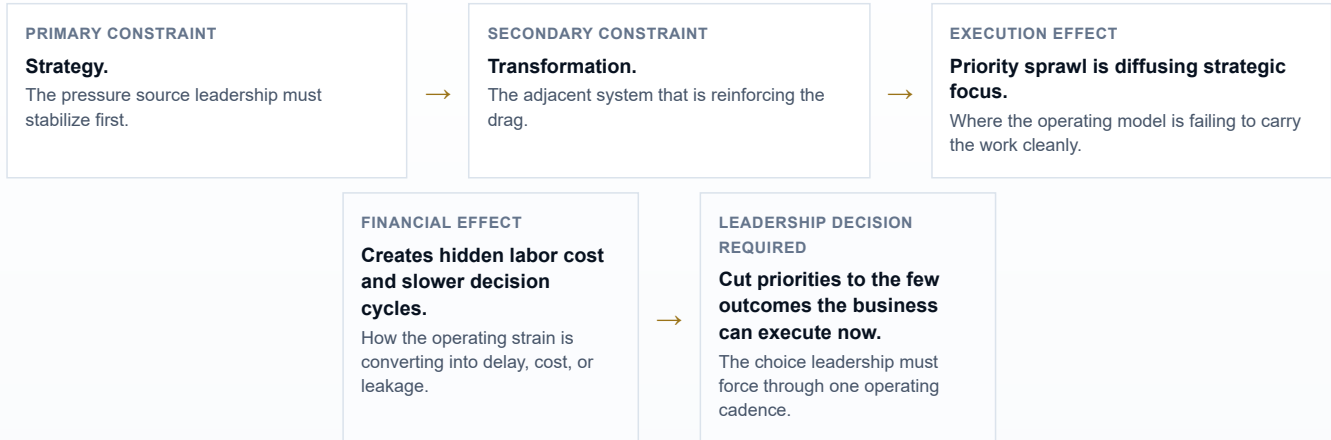 PRIMARY CONSTRAINT
Strategy.
The pressure source leadership must
stabilize first.
→
SECONDARY CONSTRAINT
Transformation.
The adjacent system that is reinforcing the
drag.
→
EXECUTION EFFECT
Priority sprawl is diffusing strategic
focus.
Where the operating model is failing to carry
the work cleanly.
FINANCIAL EFFECT
Creates hidden labor cost
and slower decision
cycles.
How the operating strain is
converting into delay, cost, or
leakage.
→
LEADERSHIP DECISION
REQUIRED
Cut priorities to the few
outcomes the business
can execute now.
The choice leadership must
force through one operating
cadence.